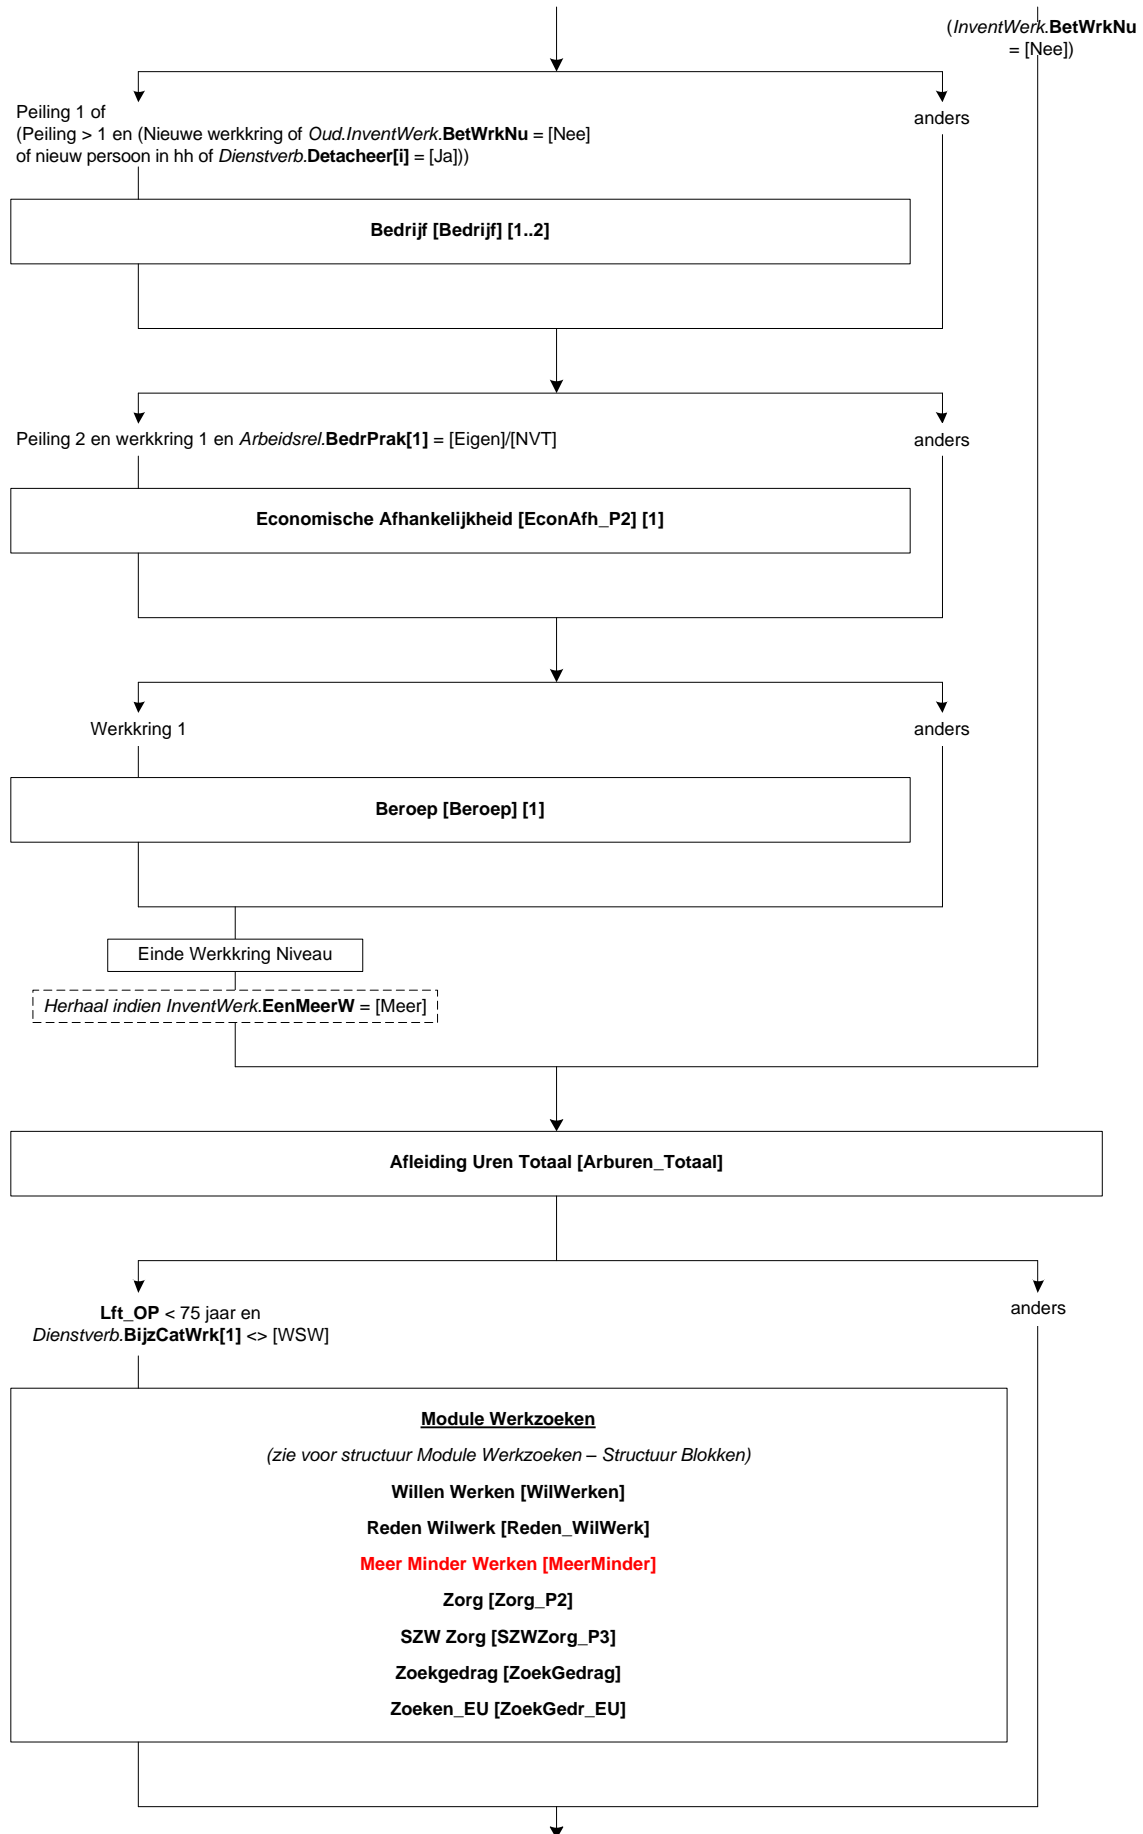 (InventWerk.BetWrkNu
= [Nee])
Peiling 1 of
(Peiling > 1 en (Nieuwe werkkring of Oud.InventWerk.BetWrkNu = [Nee]
of nieuw persoon in hh of Dienstverb.Detacheer[i] = [Ja]))
anders
Bedrijf [Bedrijf] [1..2]
Peiling 2 en werkkring 1 en Arbeidsrel.BedrPrak[1] = [Eigen]/[NVT]
anders
Economische Afhankelijkheid [EconAfh_P2] [1]
Werkkring 1
anders
Beroep [Beroep] [1]
Einde Werkkring Niveau
Herhaal indien InventWerk.EenMeerW = [Meer]
Afleiding Uren Totaal [Arburen_Totaal]
Lft_OP < 75 jaar en
Dienstverb.BijzCatWrk[1] <> [WSW]
anders
Module Werkzoeken
(zie voor structuur Module Werkzoeken – Structuur Blokken)
Willen Werken [WilWerken]
Reden Wilwerk [Reden_WilWerk]
Meer Minder Werken [MeerMinder]
Zorg [Zorg_P2]
SZW Zorg [SZWZorg_P3]
Zoekgedrag [ZoekGedrag]
Zoeken_EU [ZoekGedr_EU]